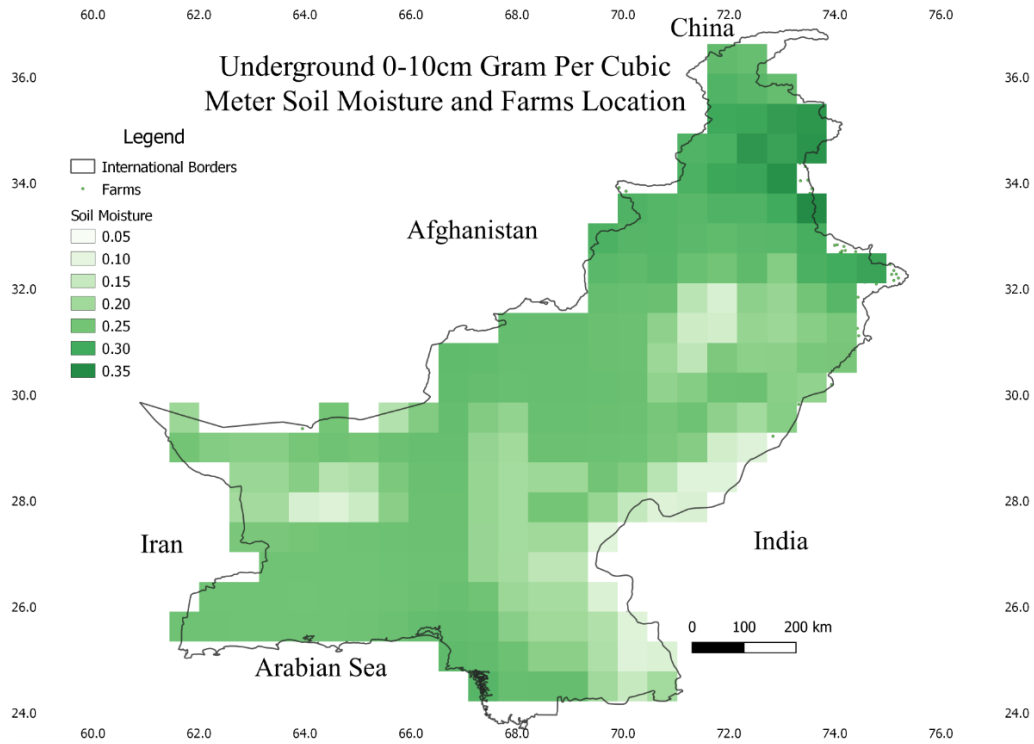 60.0 62.0 64.0 66.0 68.0 70.0 72.0 74.0 76.0
China
Underground 0-10cm Gram Per Cubic
Meter Soil Moisture and Farms Location
36.0 36.0
Legend
International Borders
Farms
34.0 34.0
Soil Moisture
0.05
0.10
0.15
0.20
0.25
0.30
0.35
Afghanistan
32.0 32.0
30.0 30.0
28.0 28.0
Iran
India
26.0 26.0
0 100 200 km
Arabian Sea
24.0 24.0
60.0 62.0 64.0 66.0 68.0 70.0 72.0 74.0 76.0